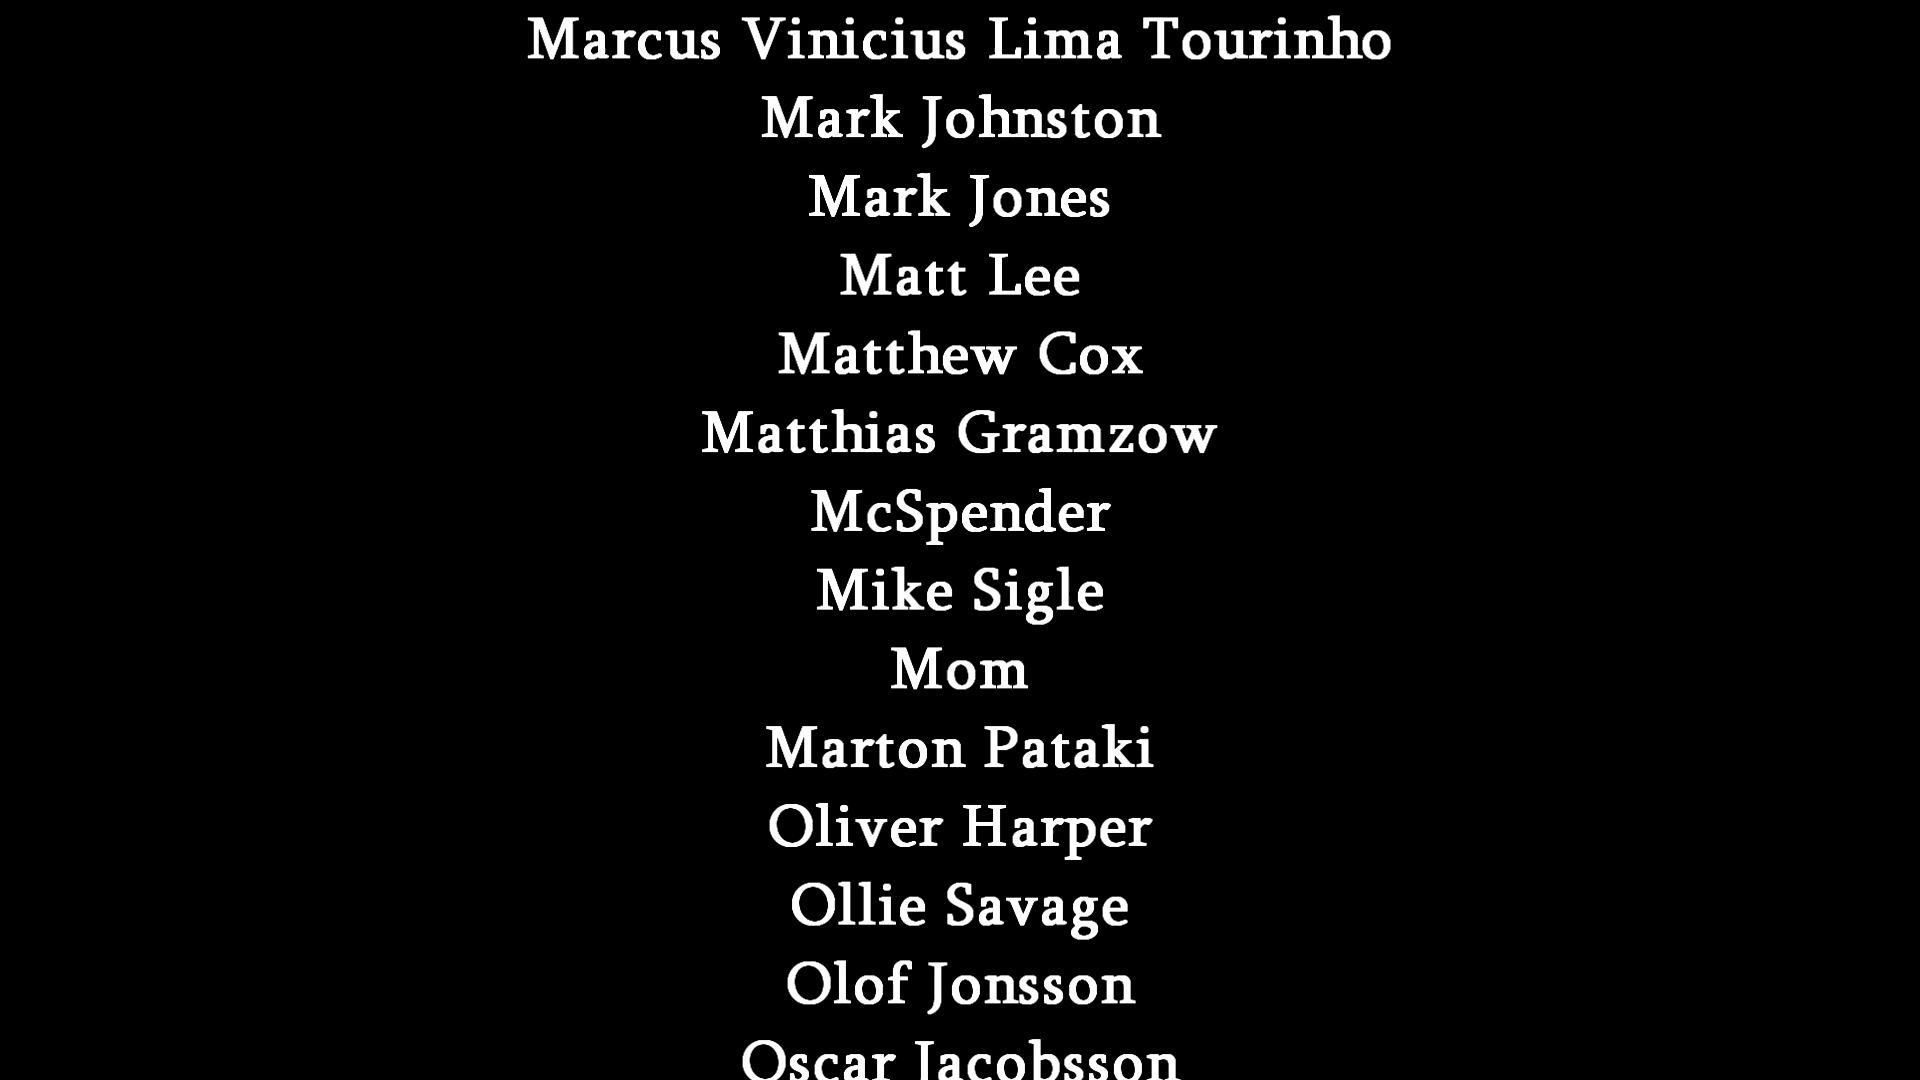 Marcus Vinicius Lima Tourinho
Mark Johnston
Mark Jones
Matt Lee
Matthew Cox
Matthias Gramzow
McSpender
Mike Sigle
Mom
Marton Pataki
Oliver Harper
Ollie Savage
Olof Jonsson
Oscar Jacobsson